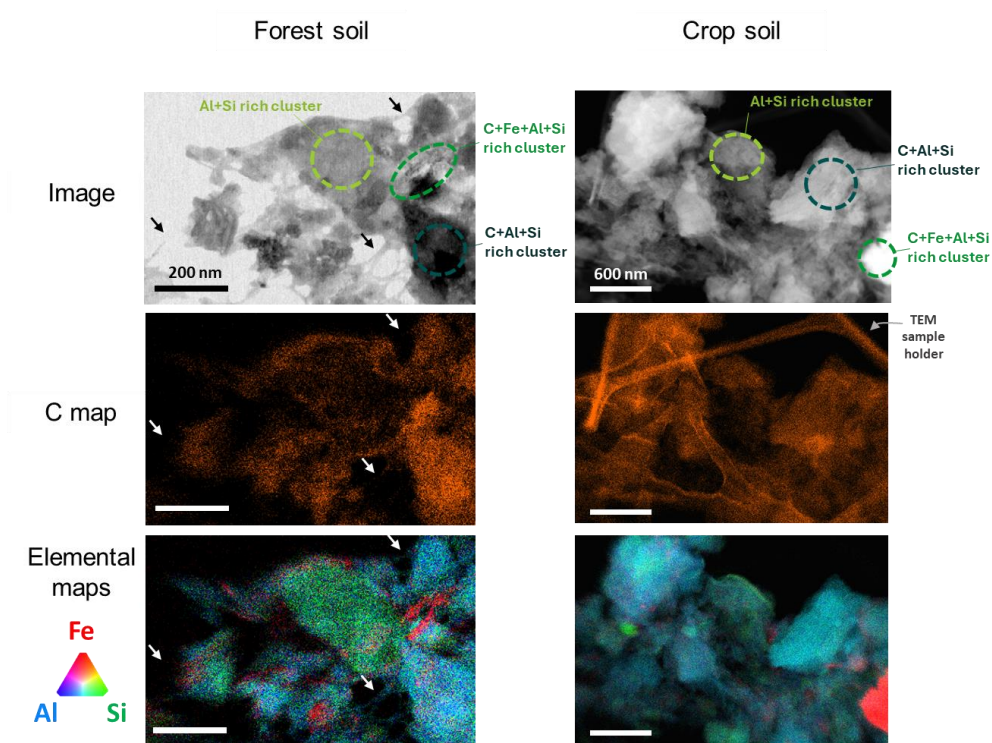 Forest soil
Crop soil
Image
Al+Si rich cluster
C+Fe+Al+Si
rich cluster
C+Al+Si
rich cluster
200 nm
Al+Si rich cluster
C+Al+Si
rich cluster
C+Fe+Al+Si
rich cluster
600 nm
C map
TEM
sample
holder
Elemental
maps
Fe
Al
Si